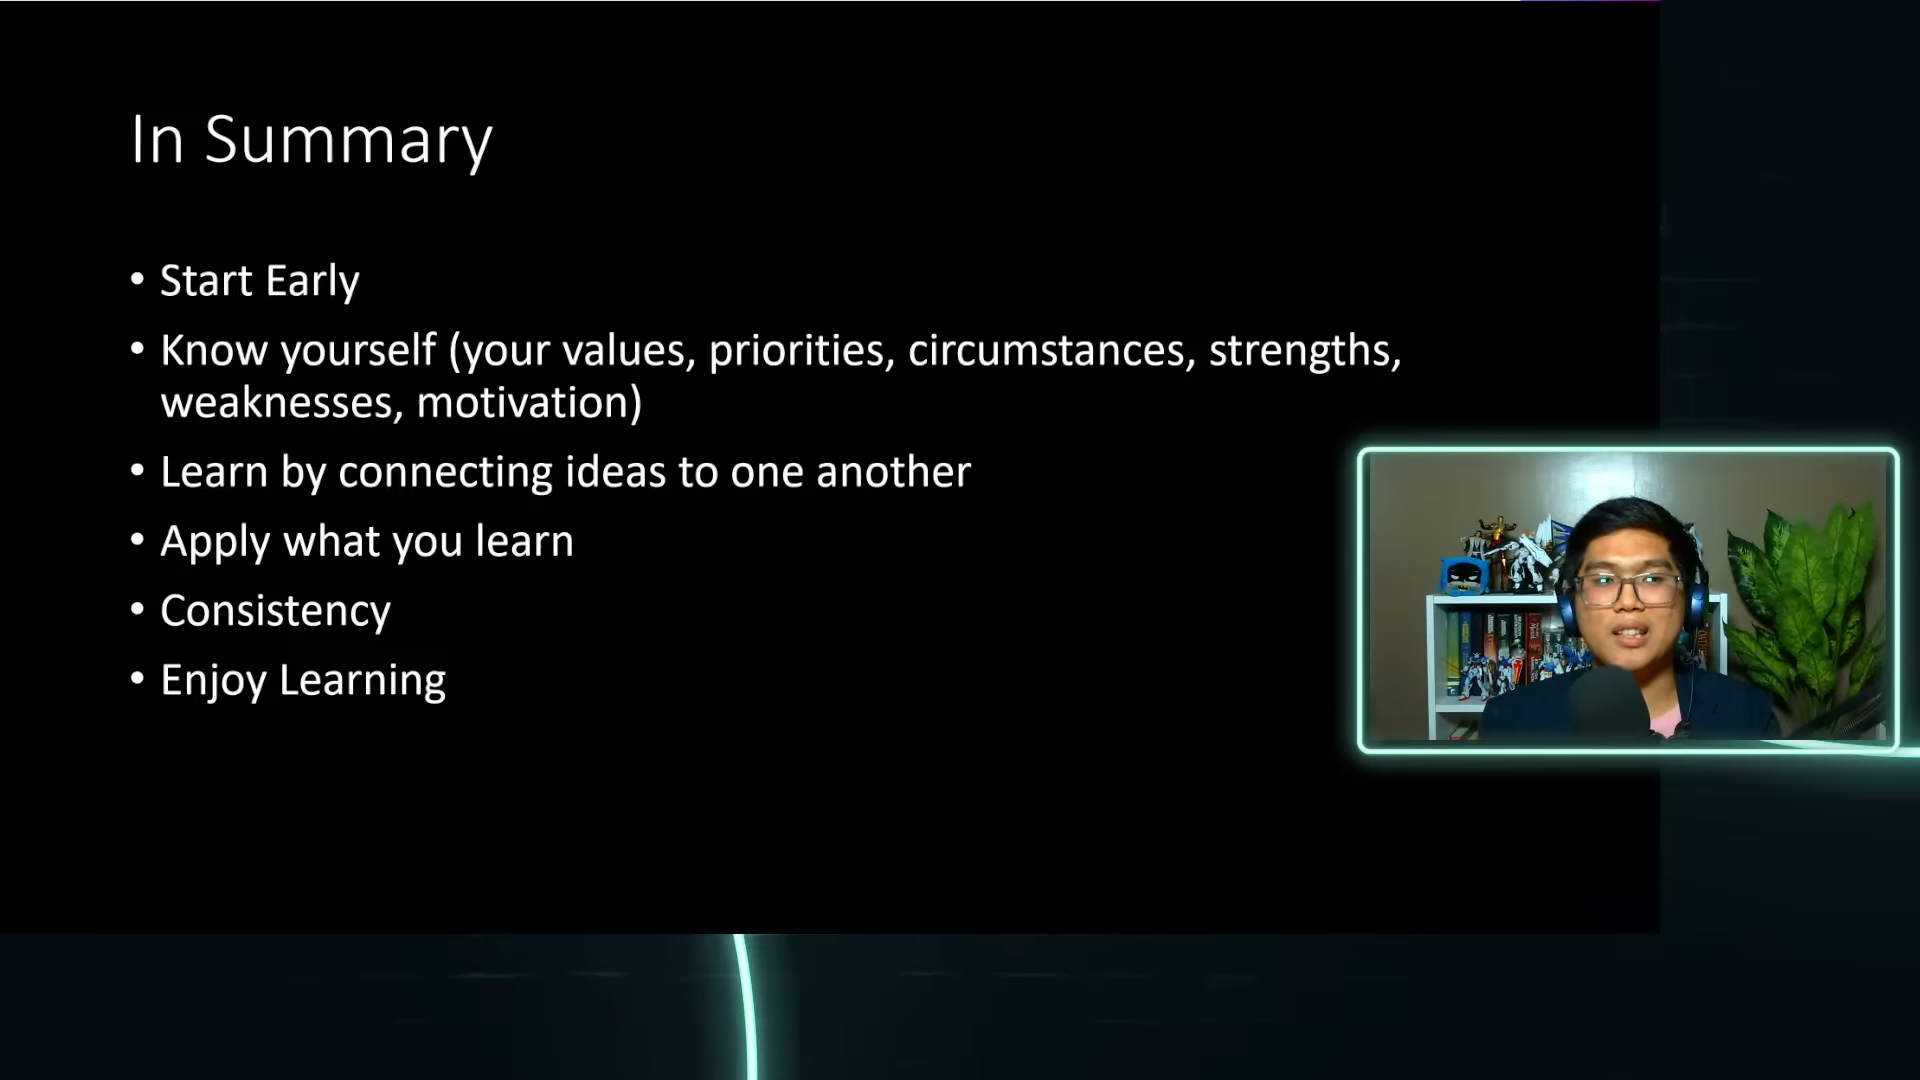 In Summary
• Start Early
• Know yourself (your values, priorities, circumstances, strengths,
weaknesses, motivation)
• Learn by connecting ideas to one another
• Apply what you learn
• Consistency
• Enjoy Learning